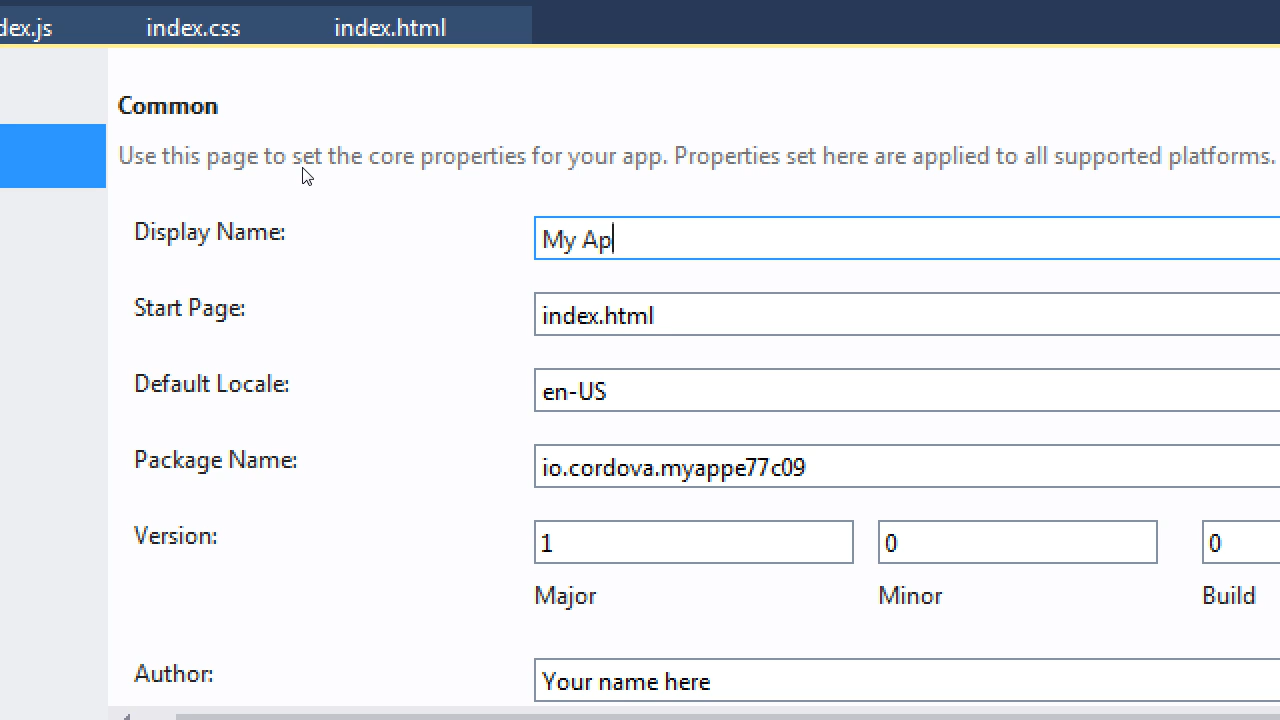 dex.js index.css index.html
Common
Use this page to set the core properties for your app. Properties set here are applied to all supported platforms.
Display Name: My Ap
Start Page: index.html
Default Locale: en-US
Package Name: io.cordova.myappe77c09
Version: 1 0 0
Major Minor Build
Author: Your name here